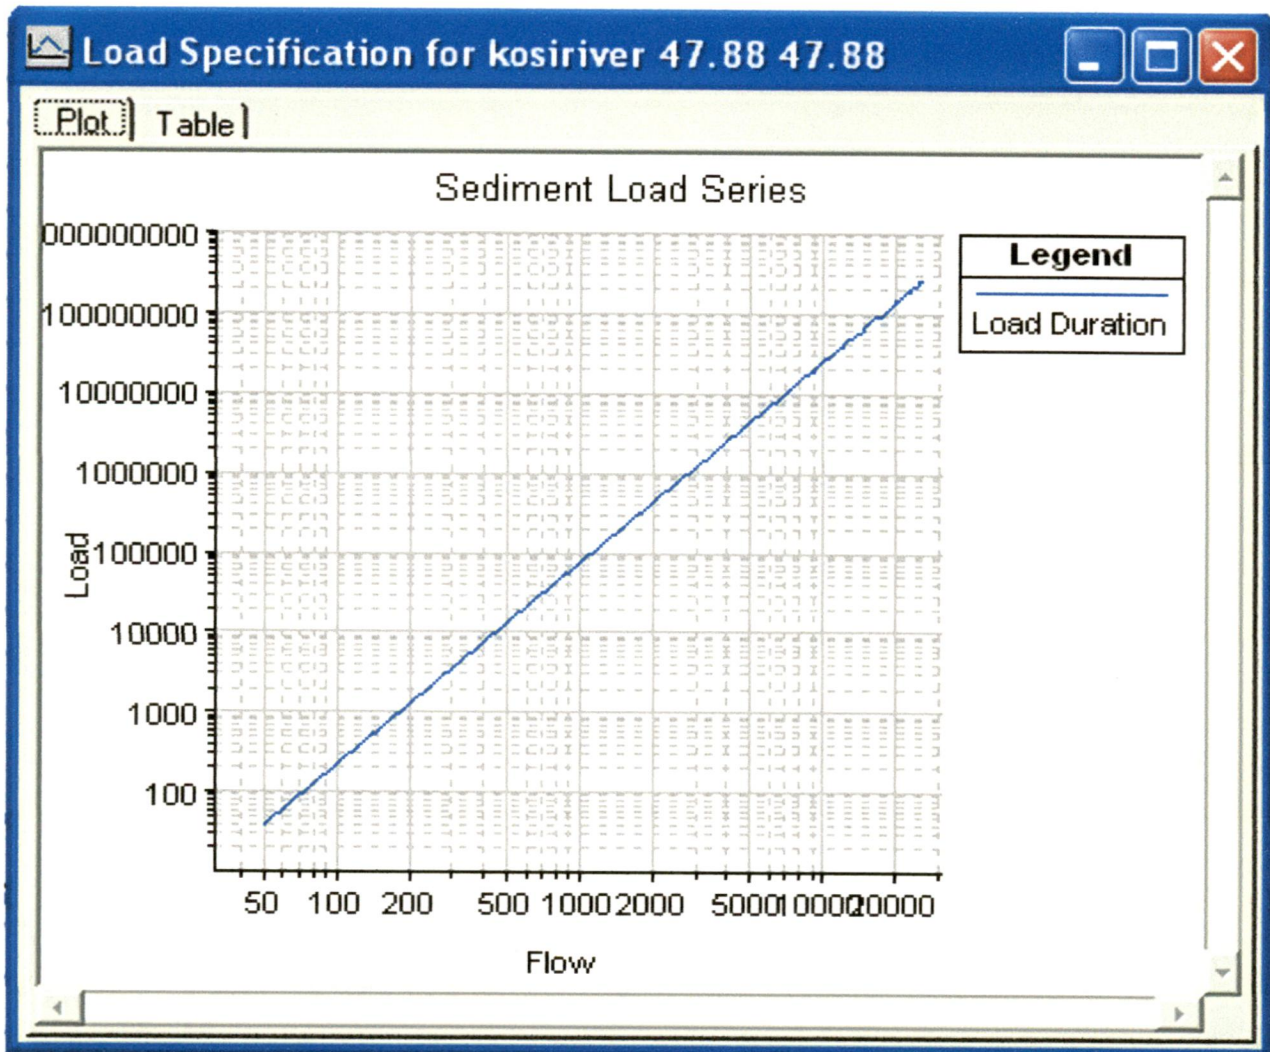 Load Specification for kosiriver 47.88 47.88
Plot
Table
Sediment Load Series
000000000
100000000
10000000
1000000
100000
10000
1000
100
Load
50 100 200 500 1000 2000 5000 10000 20000
Flow
Legend
Load Duration